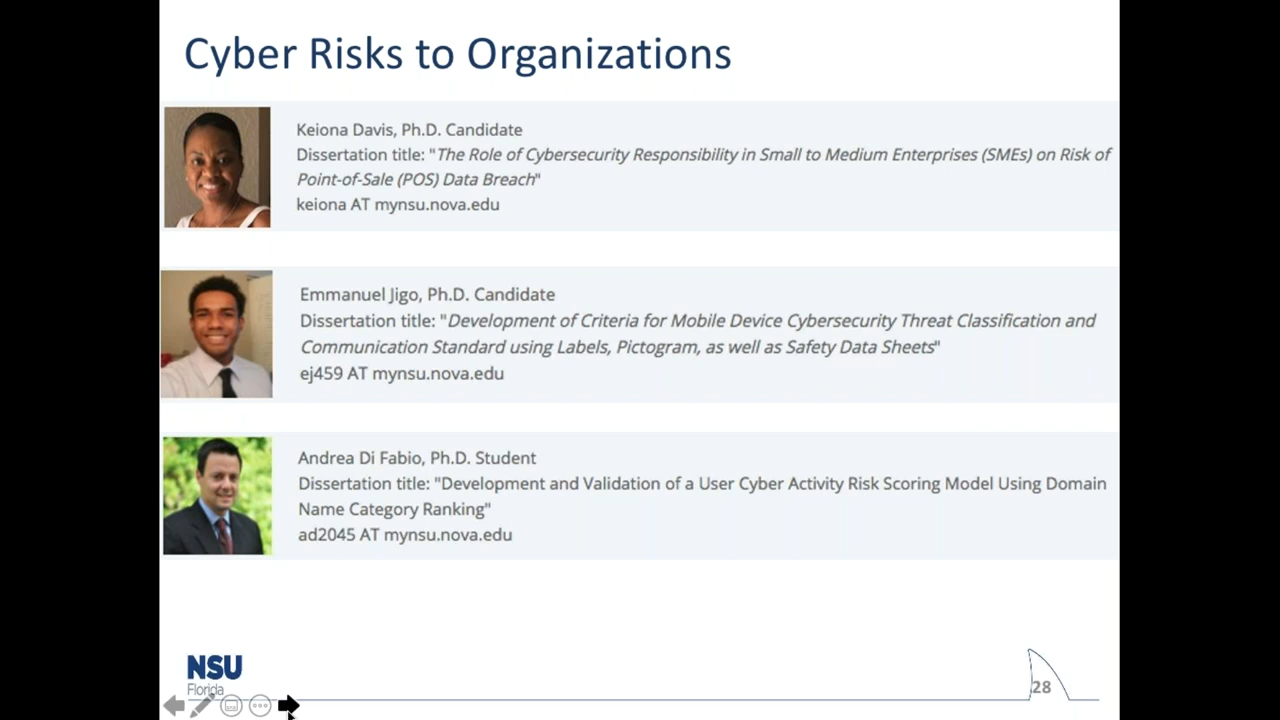 Cyber Risks to Organizations
Keiona Davis, Ph.D. Candidate
Dissertation title: "The Role of Cybersecurity Responsibility in Small to Medium Enterprises (SMEs) on Risk of
Point-of-Sale (POS) Data Breach"
keiona AT mynsu.nova.edu
Emmanuel Jigo, Ph.D. Candidate
Dissertation title: "Development of Criteria for Mobile Device Cybersecurity Threat Classification and
Communication Standard using Labels, Pictogram, as well as Safety Data Sheets"
ej459 AT mynsu.nova.edu
Andrea Di Fabio, Ph.D. Student
Dissertation title: "Development and Validation of a User Cyber Activity Risk Scoring Model Using Domain
Name Category Ranking"
ad2045 AT mynsu.nova.edu
NSU
Florida
28